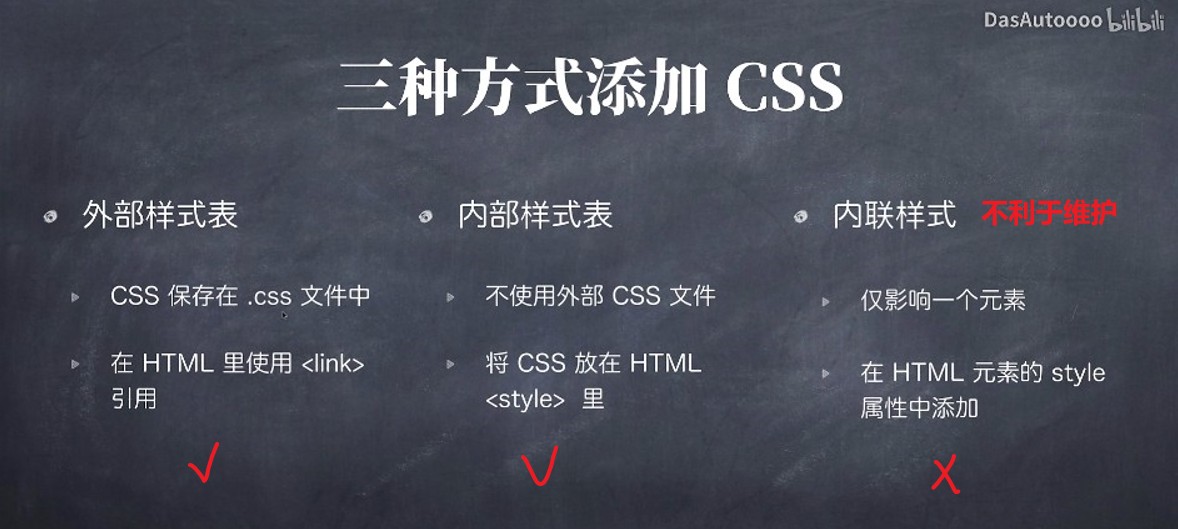 DasAutoooo bilibili
三种方式添加 CSS
外部样式表
CSS 保存在 .css 文件中
在 HTML 里使用 <link>
引用
内部样式表
不使用外部 CSS 文件
将 CSS 放在 HTML
<style> 里
内联样式 不利于维护
仅影响一个元素
在 HTML 元素的 style
属性中添加